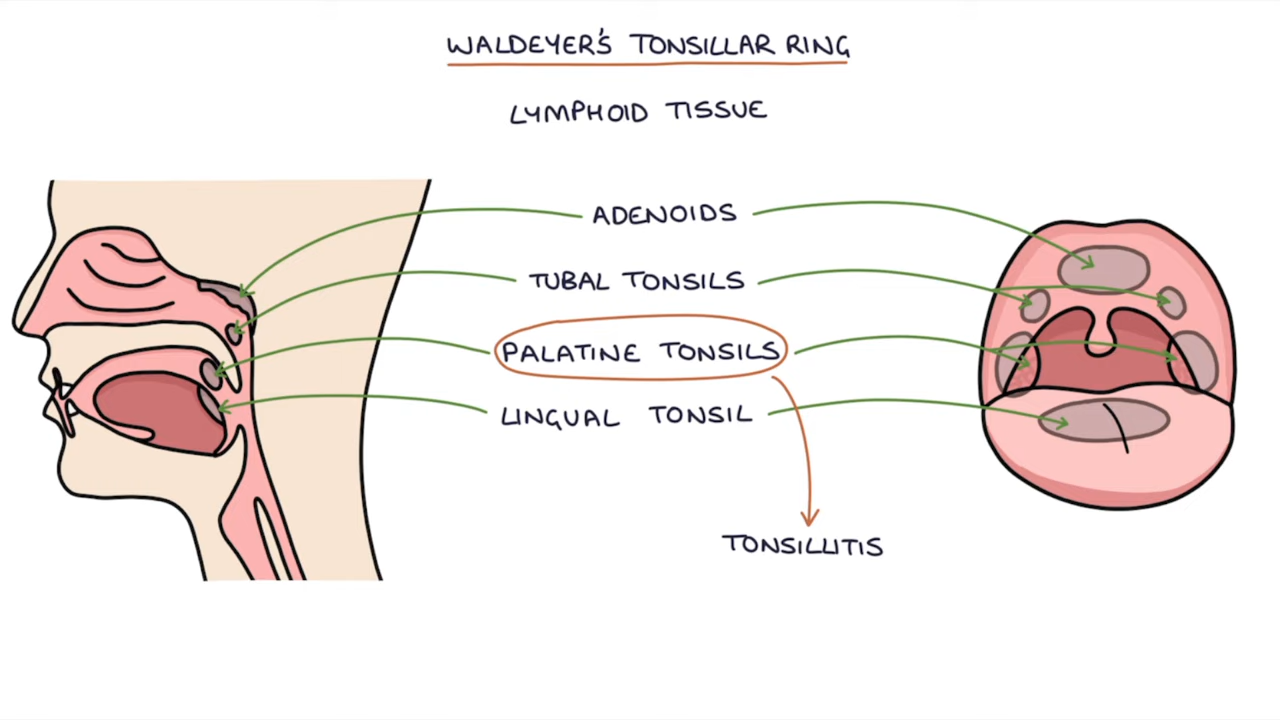 WALDEYER'S TONSILLAR RING
LYMPHOID TISSUE
ADENOIDS
TUBAL TONSILS
PALATINE TONSILS
LINGUAL TONSIL
TONSILLITIS